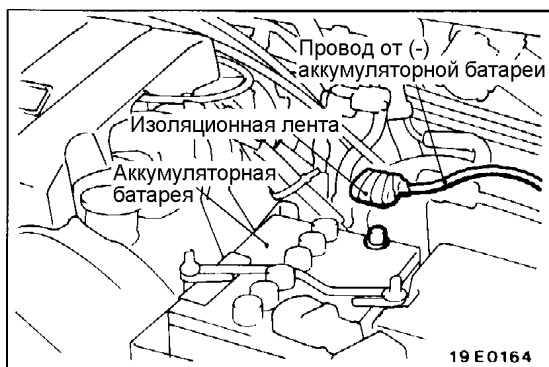 Провод от (-)
аккумуляторной батареи
Изоляционная лента
Аккумуляторная
батарея
19E0164